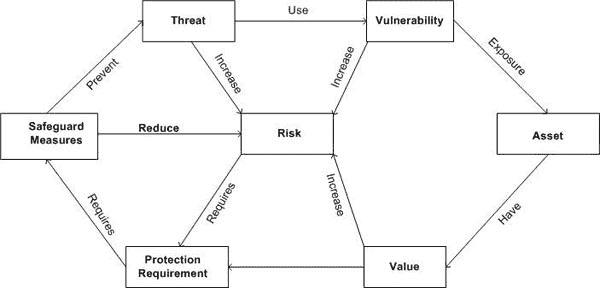 Threat
Use
Vulnerability
Prevent
Increase
Increase
Exposure
Safeguard
Measures
Reduce
Risk
Asset
Requires
Requires
Increase
Have
Protection
Requirement
Value